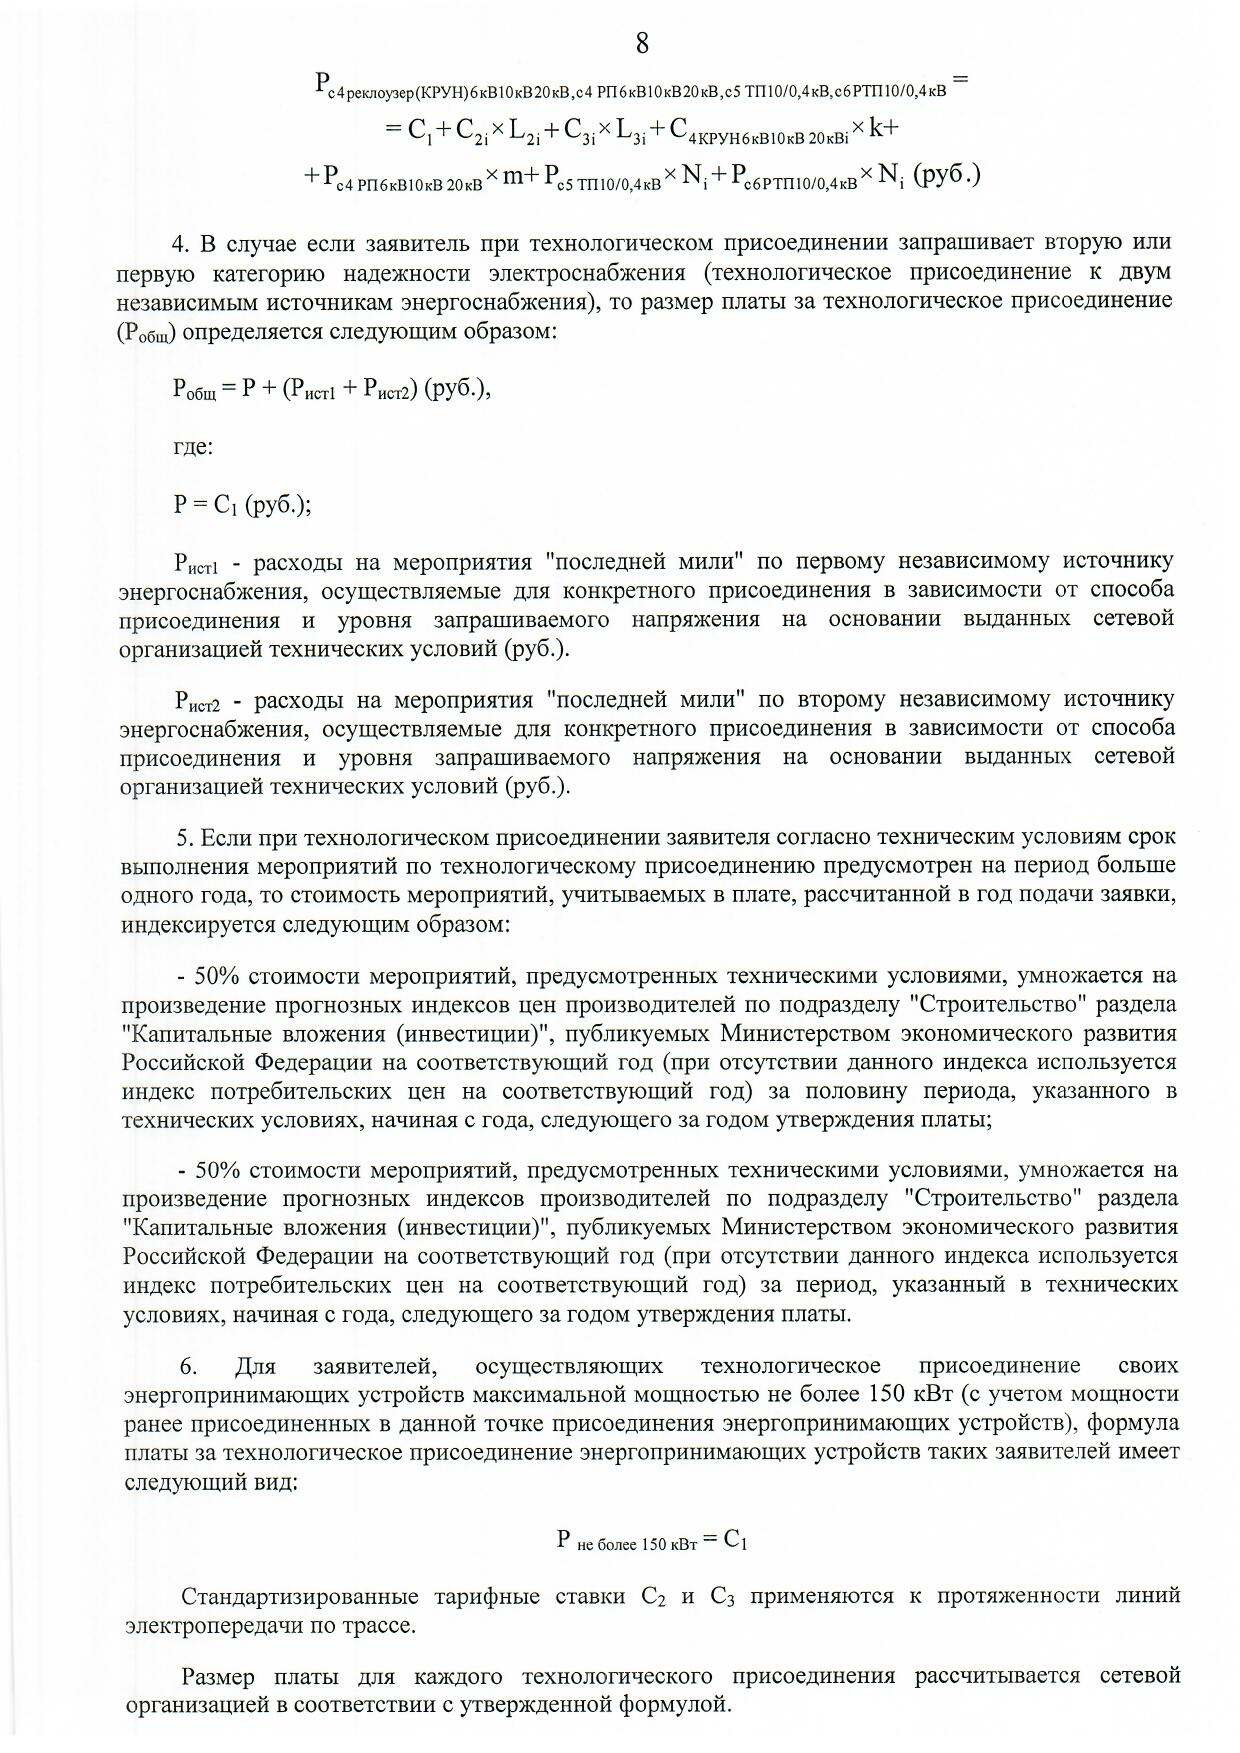 8
Pс4реклоузер(КРУН)6кВ10кВ20кВ,с4 РП6кВ10кВ20кВ,с5 ТП10/0,4кВ,с6РТП10/0,4кВ =
= C1+C2i×L2i+C3i×L3i+C4КРУН6кВ10кВ 20кВi×k+
+Pс4 РП6кВ10кВ 20кВ×m+Pс5 ТП10/0,4кВ×Ni+Pс6РТП10/0,4кВ×Ni (руб.)
4. В случае если заявитель при технологическом присоединении запрашивает вторую или
первую категорию надежности электроснабжения (технологическое присоединение к двум
независимым источникам энергоснабжения), то размер платы за технологическое присоединение
(Pобщ) определяется следующим образом:
Pобщ = P + (Pист1 + Pист2) (руб.),
где:
P = C1 (руб.);
Pист1 - расходы на мероприятия "последней мили" по первому независимому источнику
энергоснабжения, осуществляемые для конкретного присоединения в зависимости от способа
присоединения и уровня запрашиваемого напряжения на основании выданных сетевой
организацией технических условий (руб.).
Pист2 - расходы на мероприятия "последней мили" по второму независимому источнику
энергоснабжения, осуществляемые для конкретного присоединения в зависимости от способа
присоединения и уровня запрашиваемого напряжения на основании выданных сетевой
организацией технических условий (руб.).
5. Если при технологическом присоединении заявителя согласно техническим условиям срок
выполнения мероприятий по технологическому присоединению предусмотрен на период больше
одного года, то стоимость мероприятий, учитываемых в плате, рассчитанной в год подачи заявки,
индексируется следующим образом:
- 50% стоимости мероприятий, предусмотренных техническими условиями, умножается на
произведение прогнозных индексов цен производителей по подразделу "Строительство" раздела
"Капитальные вложения (инвестиции)", публикуемых Министерством экономического развития
Российской Федерации на соответствующий год (при отсутствии данного индекса используется
индекс потребительских цен на соответствующий год) за половину периода, указанного в
технических условиях, начиная с года, следующего за годом утверждения платы;
- 50% стоимости мероприятий, предусмотренных техническими условиями, умножается на
произведение прогнозных индексов производителей по подразделу "Строительство" раздела
"Капитальные вложения (инвестиции)", публикуемых Министерством экономического развития
Российской Федерации на соответствующий год (при отсутствии данного индекса используется
индекс потребительских цен на соответствующий год) за период, указанный в технических
условиях, начиная с года, следующего за годом утверждения платы.
6. Для заявителей, осуществляющих технологическое присоединение своих
энергопринимающих устройств максимальной мощностью не более 150 кВт (с учетом мощности
ранее присоединенных в данной точке присоединения энергопринимающих устройств), формула
платы за технологическое присоединение энергопринимающих устройств таких заявителей имеет
следующий вид:
P не более 150 кВт = C1
Стандартизированные тарифные ставки C2 и C3 применяются к протяженности линий
электропередачи по трассе.
Размер платы для каждого технологического присоединения рассчитывается сетевой
организацией в соответствии с утвержденной формулой.